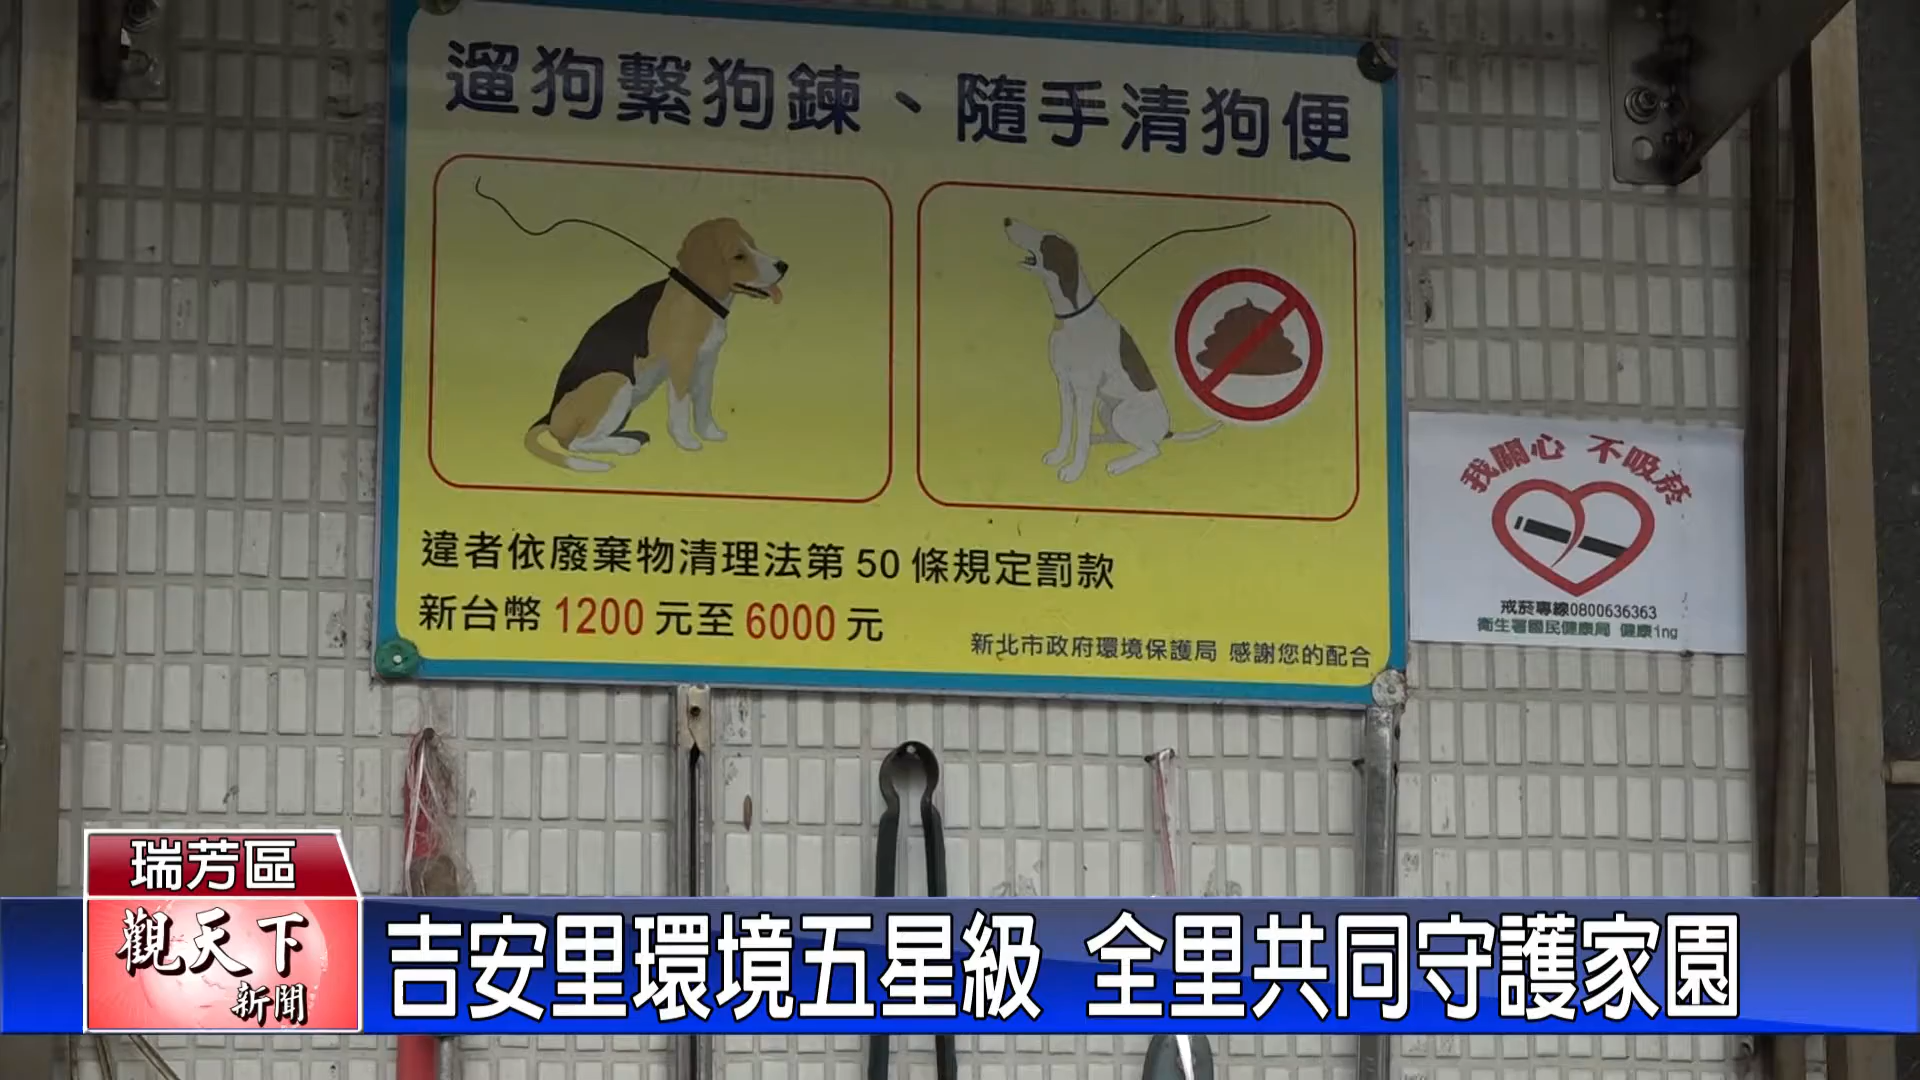 遛狗繫狗鍊、隨手清狗便
違者依廢棄物清理法第50條規定罰款
新台幣1200元至6000元
新北市政府環境保護局 感謝您的配合
我關心 不吸菸
戒菸專線0800636363
衛生署國民健康局 健康1ng
瑞芳區
觀天下
新聞
吉安里環境五星級 全里共同守護家園